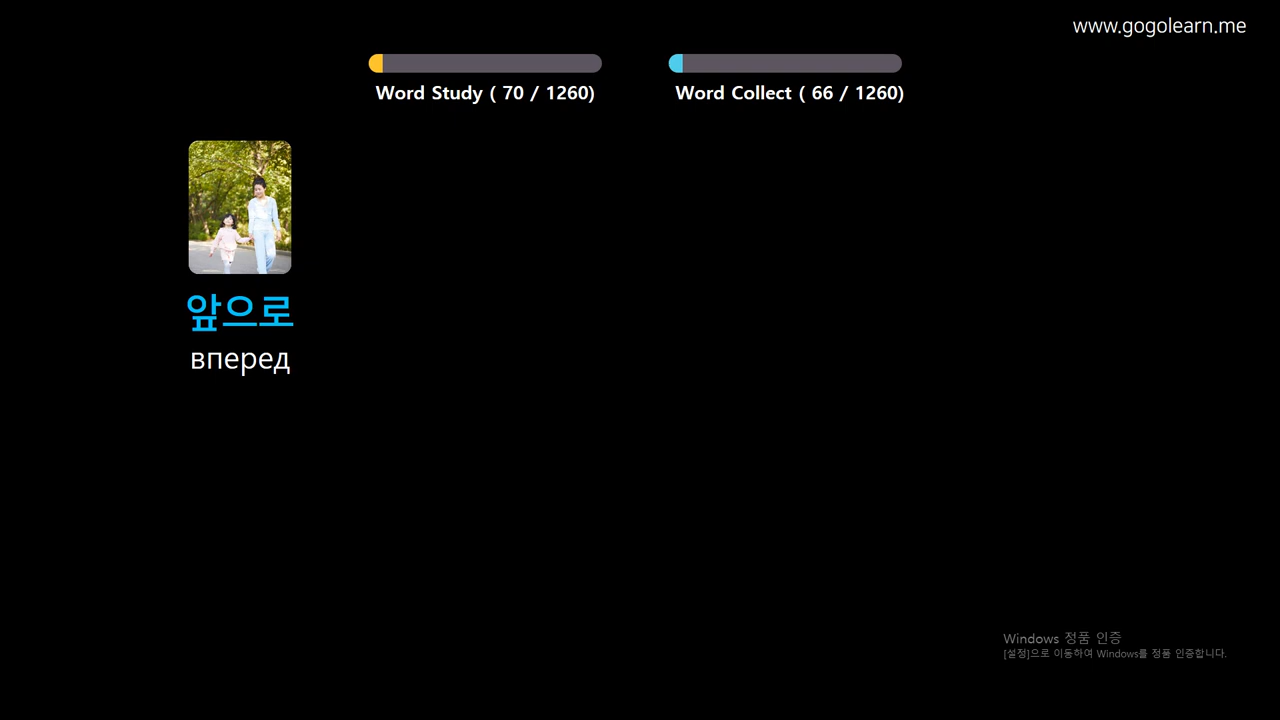 www.gogolearn.me
Word Study ( 70 / 1260)
Word Collect ( 66 / 1260)
앞으로
вперед
Windows 정품 인증
[설정]으로 이동하여 Windows를 정품 인증합니다.